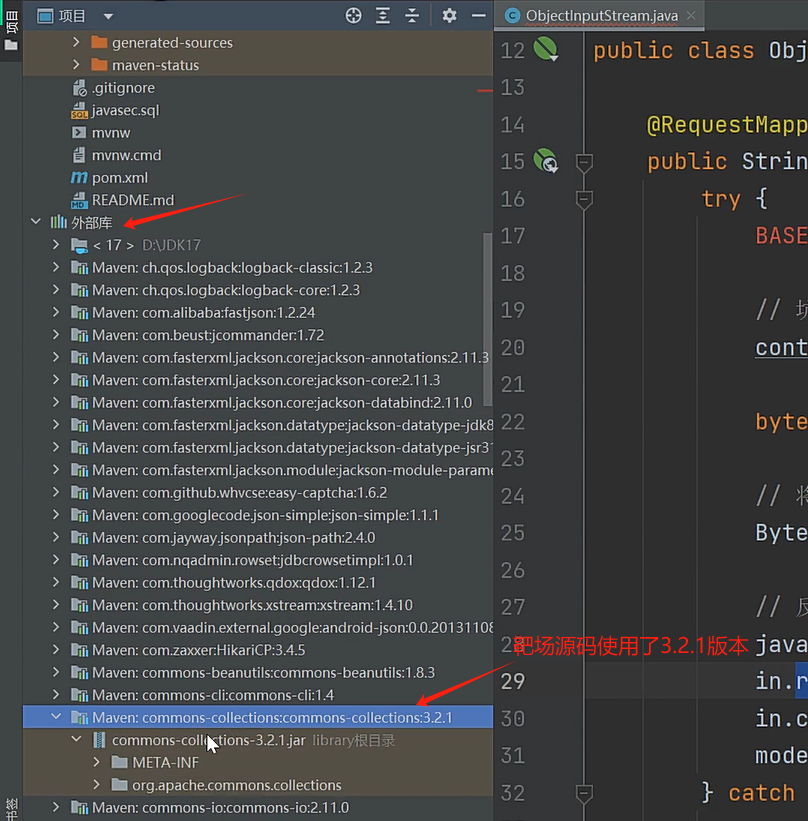 项目
项目
generated-sources
maven-status
.gitignore
javasec.sql
mvnw
mvnw.cmd
pom.xml
README.md
外部库
< 17 > D:\JDK17
Maven: ch.qos.logback:logback-classic:1.2.3
Maven: ch.qos.logback:logback-core:1.2.3
Maven: com.alibaba:fastjson:1.2.24
Maven: com.beust:jcommander:1.72
Maven: com.fasterxml.jackson.core:jackson-annotations:2.11.3
Maven: com.fasterxml.jackson.core:jackson-core:2.11.3
Maven: com.fasterxml.jackson.core:jackson-databind:2.11.0
Maven: com.fasterxml.jackson.datatype:jackson-datatype-jdk8
Maven: com.fasterxml.jackson.datatype:jackson-datatype-jsr31
Maven: com.fasterxml.jackson.module:jackson-module-parame
Maven: com.github.whvcse:easy-captcha:1.6.2
Maven: com.googlecode.json-simple:json-simple:1.1.1
Maven: com.jayway.jsonpath:json-path:2.4.0
Maven: com.nqadmin.rowset:jdbcrowsetimpl:1.0.1
Maven: com.thoughtworks.qdox:qdox:1.12.1
Maven: com.thoughtworks.xstream:xstream:1.4.10
Maven: com.vaadin.external.google:android-json:0.0.20131108
Maven: com.zaxxer:HikariCP:3.4.5
Maven: commons-beanutils:commons-beanutils:1.8.3
Maven: commons-cli:commons-cli:1.4
Maven: commons-collections:commons-collections:3.2.1
commons-collections-3.2.1.jar library根目录
META-INF
org.apache.commons.collections
Maven: commons-io:commons-io:2.11.0
书签
ObjectInputStream.java
12 public class Obj
13
14 @RequestMapp
15 public Strin
16 try {
17 BASE
18
19 // 坑
20 cont
21
22 byte
23
24 // 将
25 Byte
26
27 // 反
靶场源码使用了3.2.1版本
28 java
29 in.r
30 in.c
31 mode
32 } catch